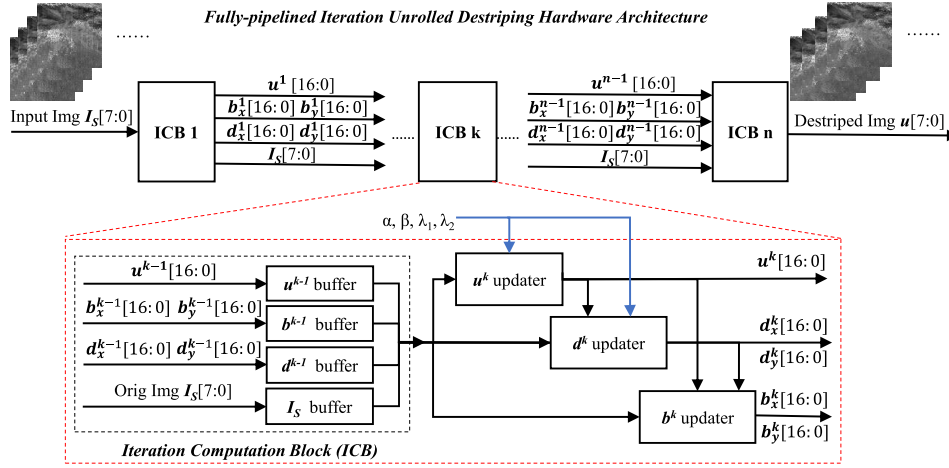 Fully-pipelined Iteration Unrolled Destriping Hardware Architecture
......
......
Input Img I_S[7:0]
ICB 1
u^1 [16:0]
b_x^1[16:0] b_y^1[16:0]
d_x^1[16:0] d_y^1[16:0]
I_S[7:0]
......
ICB k
......
u^{n-1} [16:0]
b_x^{n-1}[16:0] b_y^{n-1}[16:0]
d_x^{n-1}[16:0] d_y^{n-1}[16:0]
I_S[7:0]
ICB n
Destriped Img u[7:0]
α, β, λ₁, λ₂
u^{k-1}[16:0]
u^{k-1} buffer
b_x^{k-1}[16:0] b_y^{k-1}[16:0]
b^{k-1} buffer
d_x^{k-1}[16:0] d_y^{k-1}[16:0]
d^{k-1} buffer
Orig Img I_S[7:0]
I_S buffer
u^k updater
u^k[16:0]
d^k updater
d_x^k[16:0]
d_y^k[16:0]
b^k updater
b_x^k[16:0]
b_y^k[16:0]
Iteration Computation Block (ICB)